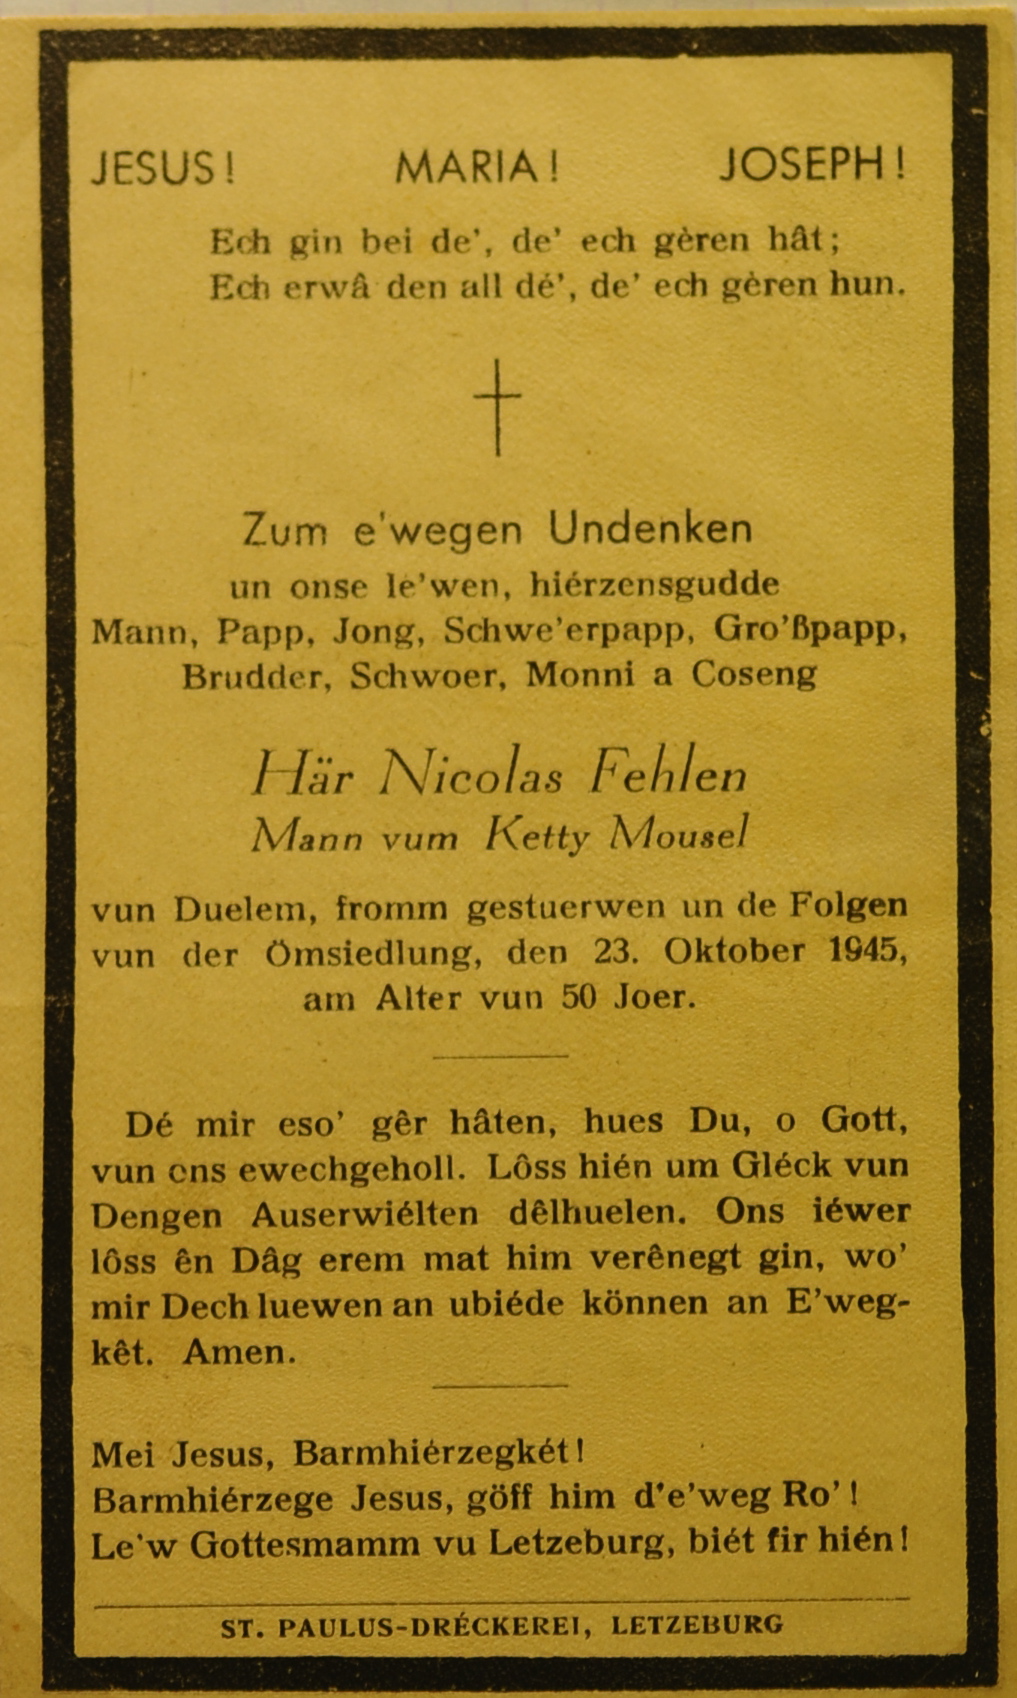 JESUS! MARIA! JOSEPH!
Ech gin bei de', de' ech gèren hât;
Ech erwâ den all dé', de' ech gèren hun.
Zum e'wegen Undenken
un onse le'wen, hiérzensgudde
Mann, Papp, Jong, Schwe'erpapp, Gro'ßpapp,
Brudder, Schwoer, Monni a Coseng
Här Nicolas Fehlen
Mann vum Ketty Mousel
vun Duelem, fromm gestuerwen un de Folgen
vun der Ömsiedlung, den 23. Oktober 1945,
am Alter vun 50 Joer.
Dé mir eso' gêr hâten, hues Du, o Gott,
vun ons ewechgeholl. Lôss hién um Gléck vun
Dengen Auserwiélten dêlhuelen. Ons iéwer
lôss ên Dâg erem mat him verênegt gin, wo'
mir Dech luewen an ubiéde können an E'weg-
kêt. Amen.
Mei Jesus, Barmhiérzegkét!
Barmhiérzege Jesus, göff him d'e'weg Ro'!
Le'w Gottesmamm vu Letzeburg, biét fir hién!
ST. PAULUS-DRÉCKEREI, LETZEBURG